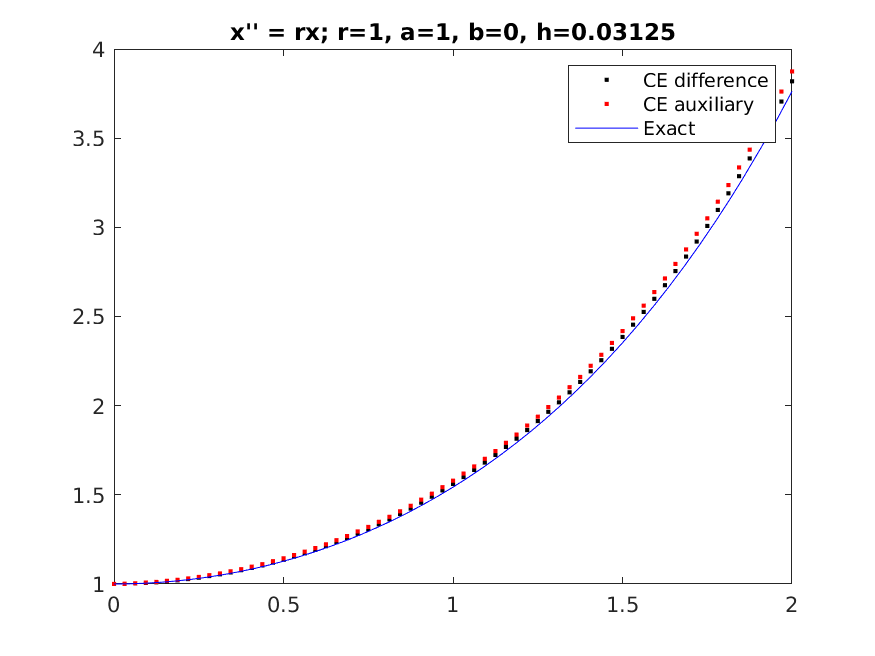 x'' = rx; r=1, a=1, b=0, h=0.03125
4
CE difference
CE auxiliary
Exact
3.5
3
2.5
2
1.5
1
0 0.5 1 1.5 2